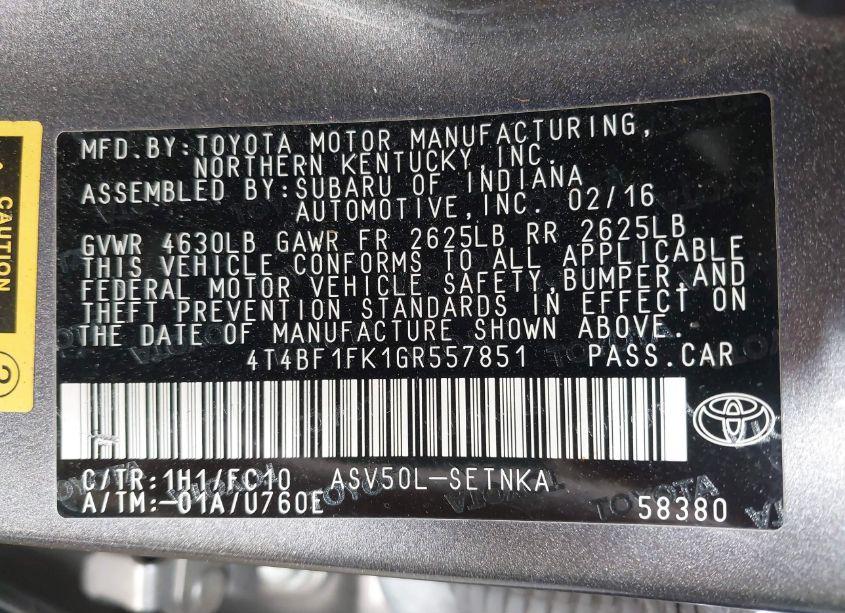 MFD.BY:TOYOTA MOTOR MANUFACTURING,
NORTHERN KENTUCKY, INC.
ASSEMBLED BY:SUBARU OF INDIANA
AUTOMOTIVE,INC. 02/16
GVWR 4630LB GAWR FR 2625LB RR 2625LB
THIS VEHICLE CONFORMS TO ALL APPLICABLE
FEDERAL MOTOR VEHICLE SAFETY,BUMPER,AND
THEFT PREVENTION STANDARDS IN EFFECT ON
THE DATE OF MANUFACTURE SHOWN ABOVE.
4T4BF1FK1GR557851 PASS.CAR
C/TR:1H1/FC10 ASV50L-SETNKA
A/TM:-01A/U760E
58380
CAUTION
2
TOYOTA